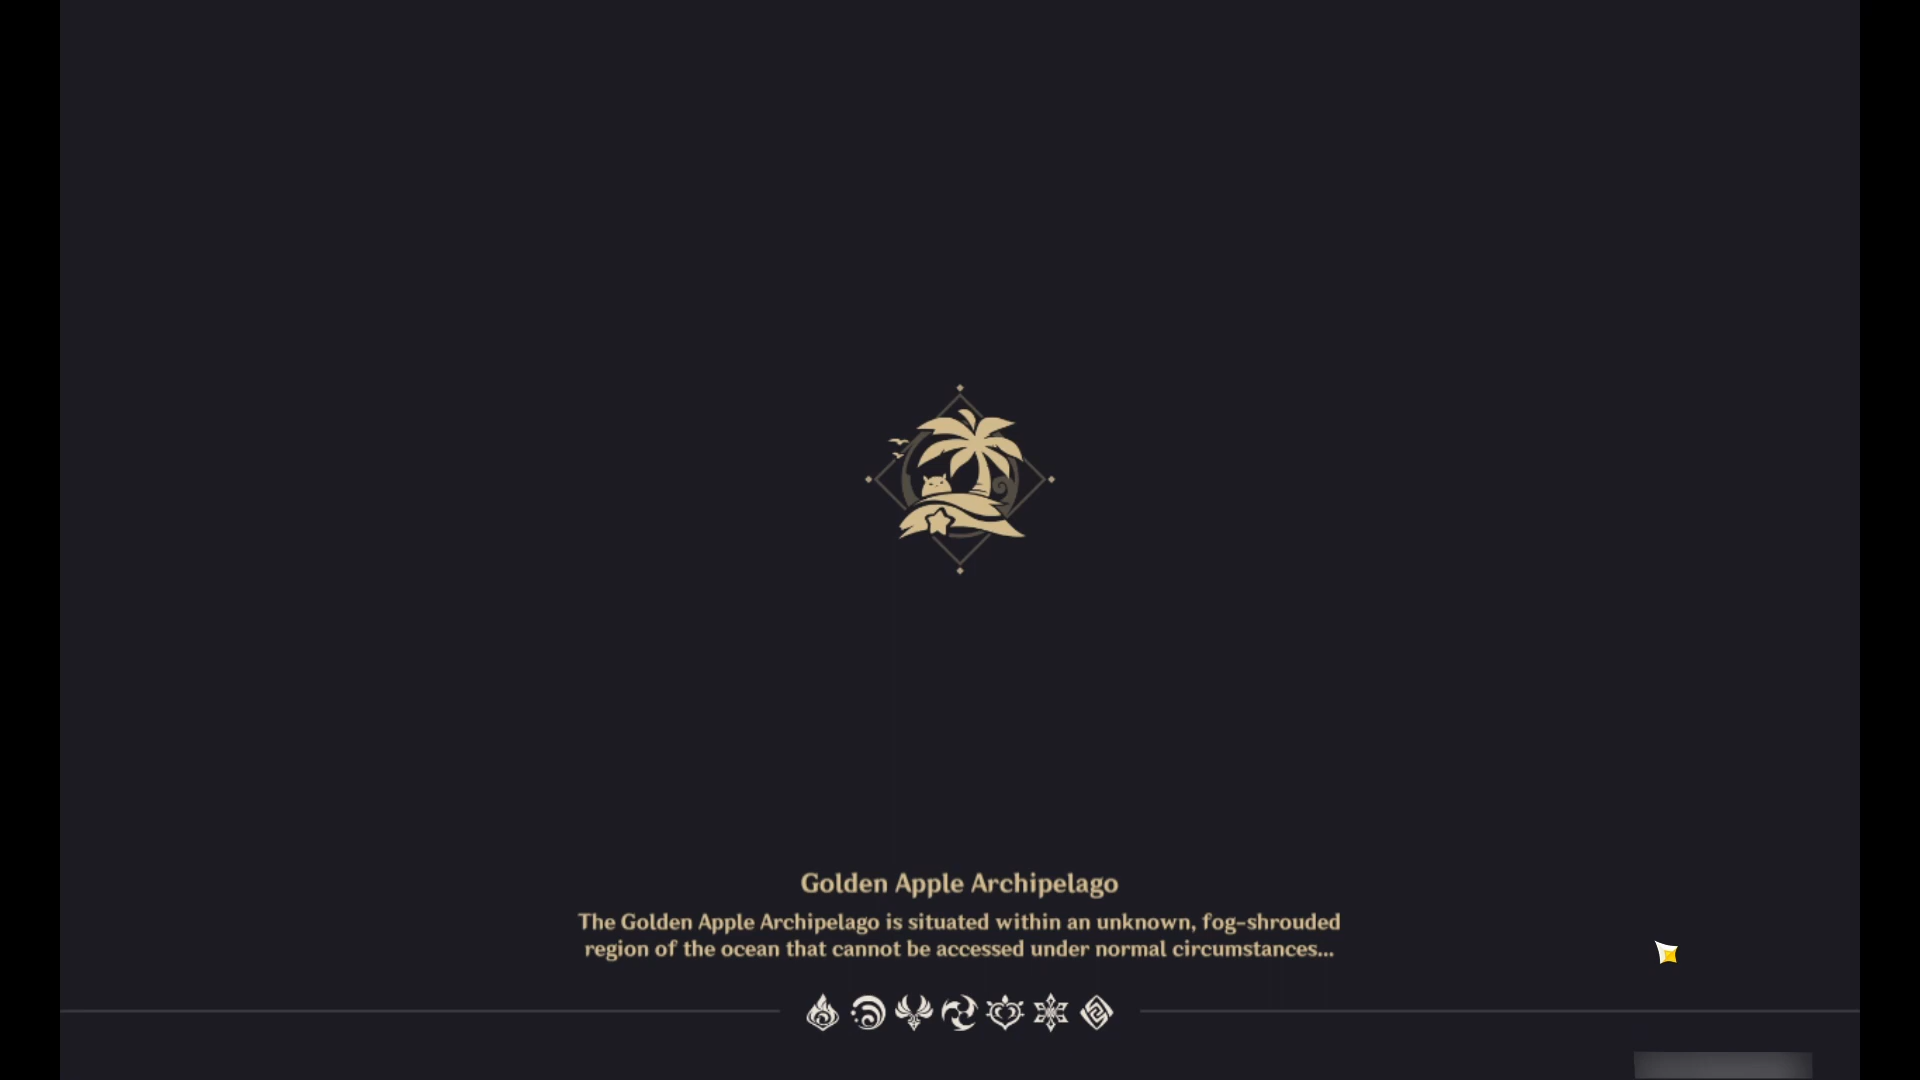 Golden Apple Archipelago
The Golden Apple Archipelago is situated within an unknown, fog-shrouded
region of the ocean that cannot be accessed under normal circumstances...